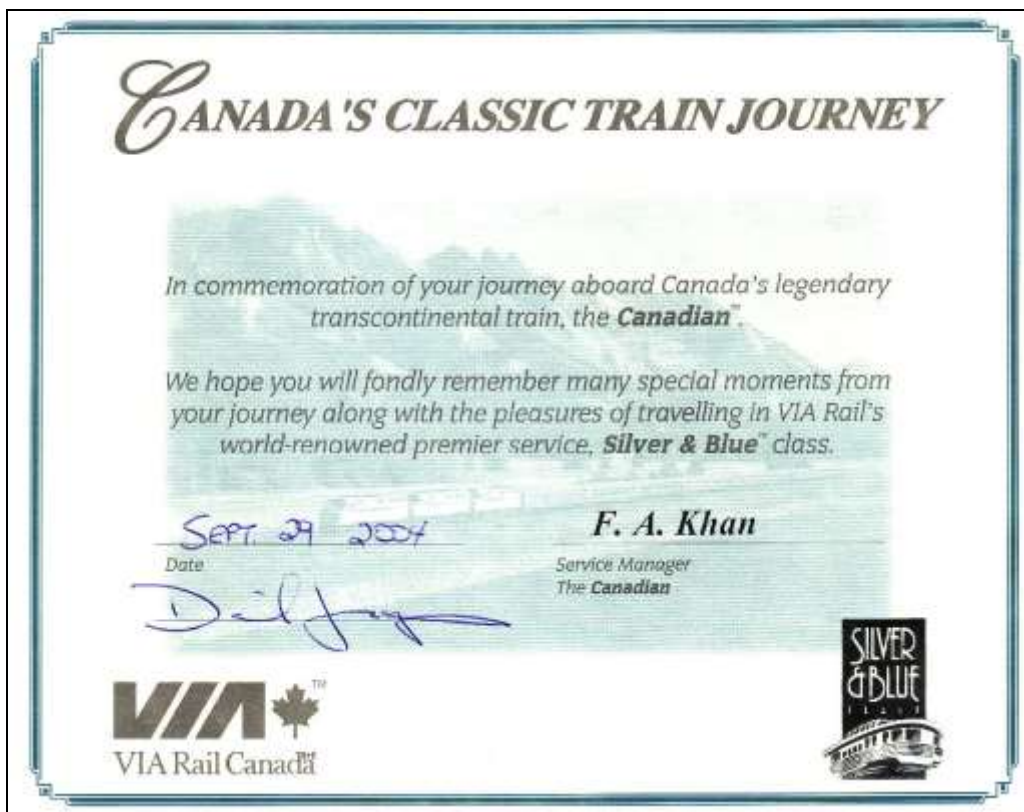 CANADA'S CLASSIC TRAIN JOURNEY
In commemoration of your journey aboard Canada's legendary
transcontinental train, the Canadian™.
We hope you will fondly remember many special moments from
your journey along with the pleasures of travelling in VIA Rail's
world-renowned premier service, Silver & Blue™ class.
SEPT. 29 2004
Date
F. A. Khan
Service Manager
The Canadian
VIA™
VIA Rail Canada
SILVER
& BLUE